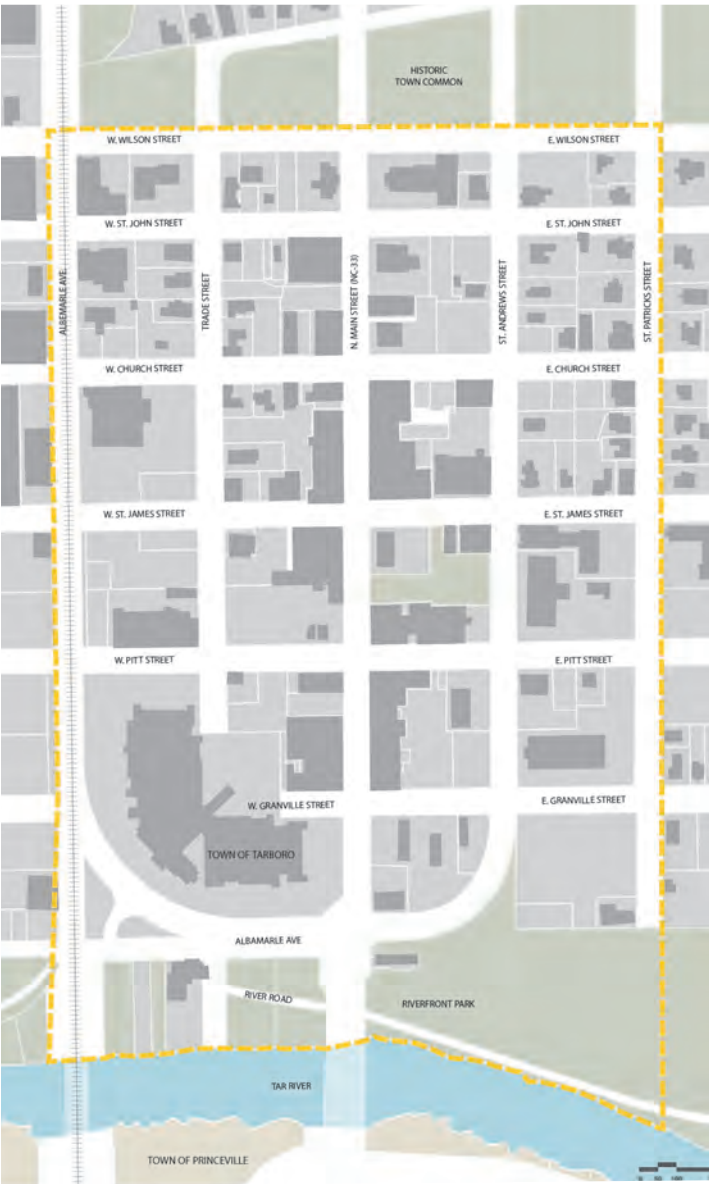 HISTORIC
TOWN COMMON
W. WILSON STREET
E. WILSON STREET
W. ST. JOHN STREET
E. ST. JOHN STREET
ALBEMARLE AVE.
TRADE STREET
N. MAIN STREET (NC-33)
ST. ANDREWS STREET
ST. PATRICKS STREET
W. CHURCH STREET
E. CHURCH STREET
W. ST. JAMES STREET
E. ST. JAMES STREET
W. PITT STREET
E. PITT STREET
W. GRANVILLE STREET
E. GRANVILLE STREET
TOWN OF TARBORO
ALBAMARLE AVE
RIVER ROAD
RIVERFRONT PARK
TAR RIVER
TOWN OF PRINCEVILLE